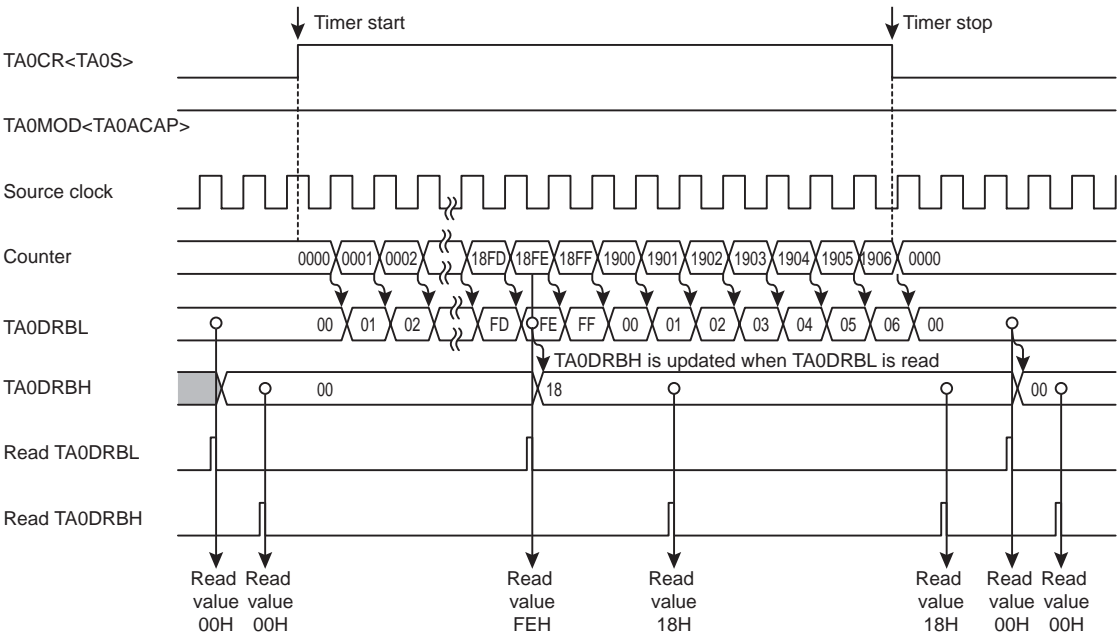 Timer start
Timer stop
TA0CR<TA0S>
TA0MOD<TA0ACAP>
Source clock
Counter
0000 0001 0002 18FD 18FE 18FF 1900 1901 1902 1903 1904 1905 1906 0000
TA0DRBL
00 01 02 FD FE FF 00 01 02 03 04 05 06 00
TA0DRBH is updated when TA0DRBL is read
TA0DRBH
00 18 00
Read TA0DRBL
Read TA0DRBH
Read Read Read Read Read Read Read
value value value value value value value
00H 00H FEH 18H 18H 00H 00H